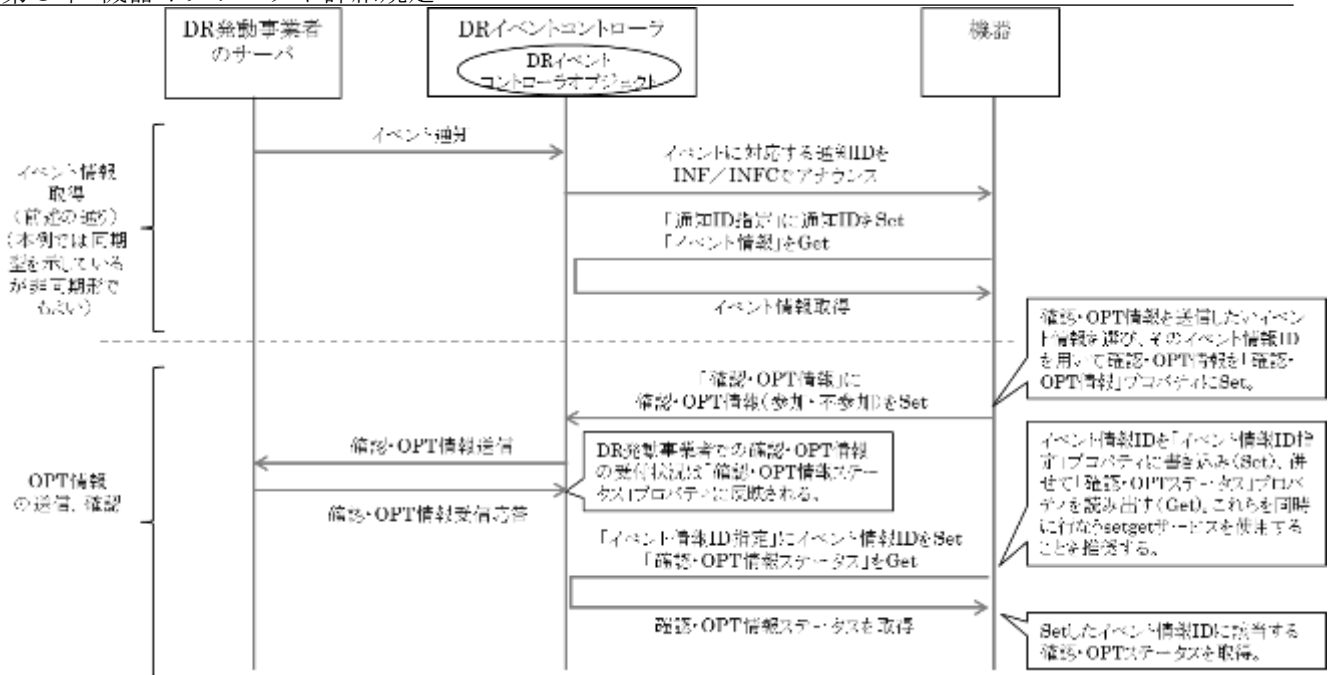 DR発動事業者
のサーバ
DRイベントコントローラ
DRイベント
コントローラオブジェクト
機器
イベント情報
取得
(前述の通り)
(本例では同期
型を示している
が非同期形で
もよい)
イベント通知
イベントに対応する通知IDを
INF/INFCでアナウンス
「通知ID指定」に通知IDをSet
「イベント情報」をGet
イベント情報取得
確認・OPT情報を送信したいイベン
ト情報を選び、そのイベント情報ID
を用いて確認・OPT情報を「確認・
OPT情報」プロパティにSet。
「確認・OPT情報」に
確認・OPT情報(参加・不参加)をSet
OPT情報
の送信、確認
確認・OPT情報送信
確認・OPT情報受信応答
DR発動事業者での確認・OPT情報
の受付状況は「確認・OPT情報ステー
タス」プロパティに反映される。
イベント情報IDを「イベント情報ID指
定」プロパティに書き込み(Set)、併
せて「確認・OPTステータス」プロパ
ティを読み出す(Get)。これらを同時
に行なうsetgetサービスを使用する
ことを推奨する。
「イベント情報ID指定」にイベント情報IDをSet
「確認・OPT情報ステータス」をGet
確認・OPT情報ステータスを取得
Setしたイベント情報IDに該当する
確認・OPTステータスを取得。